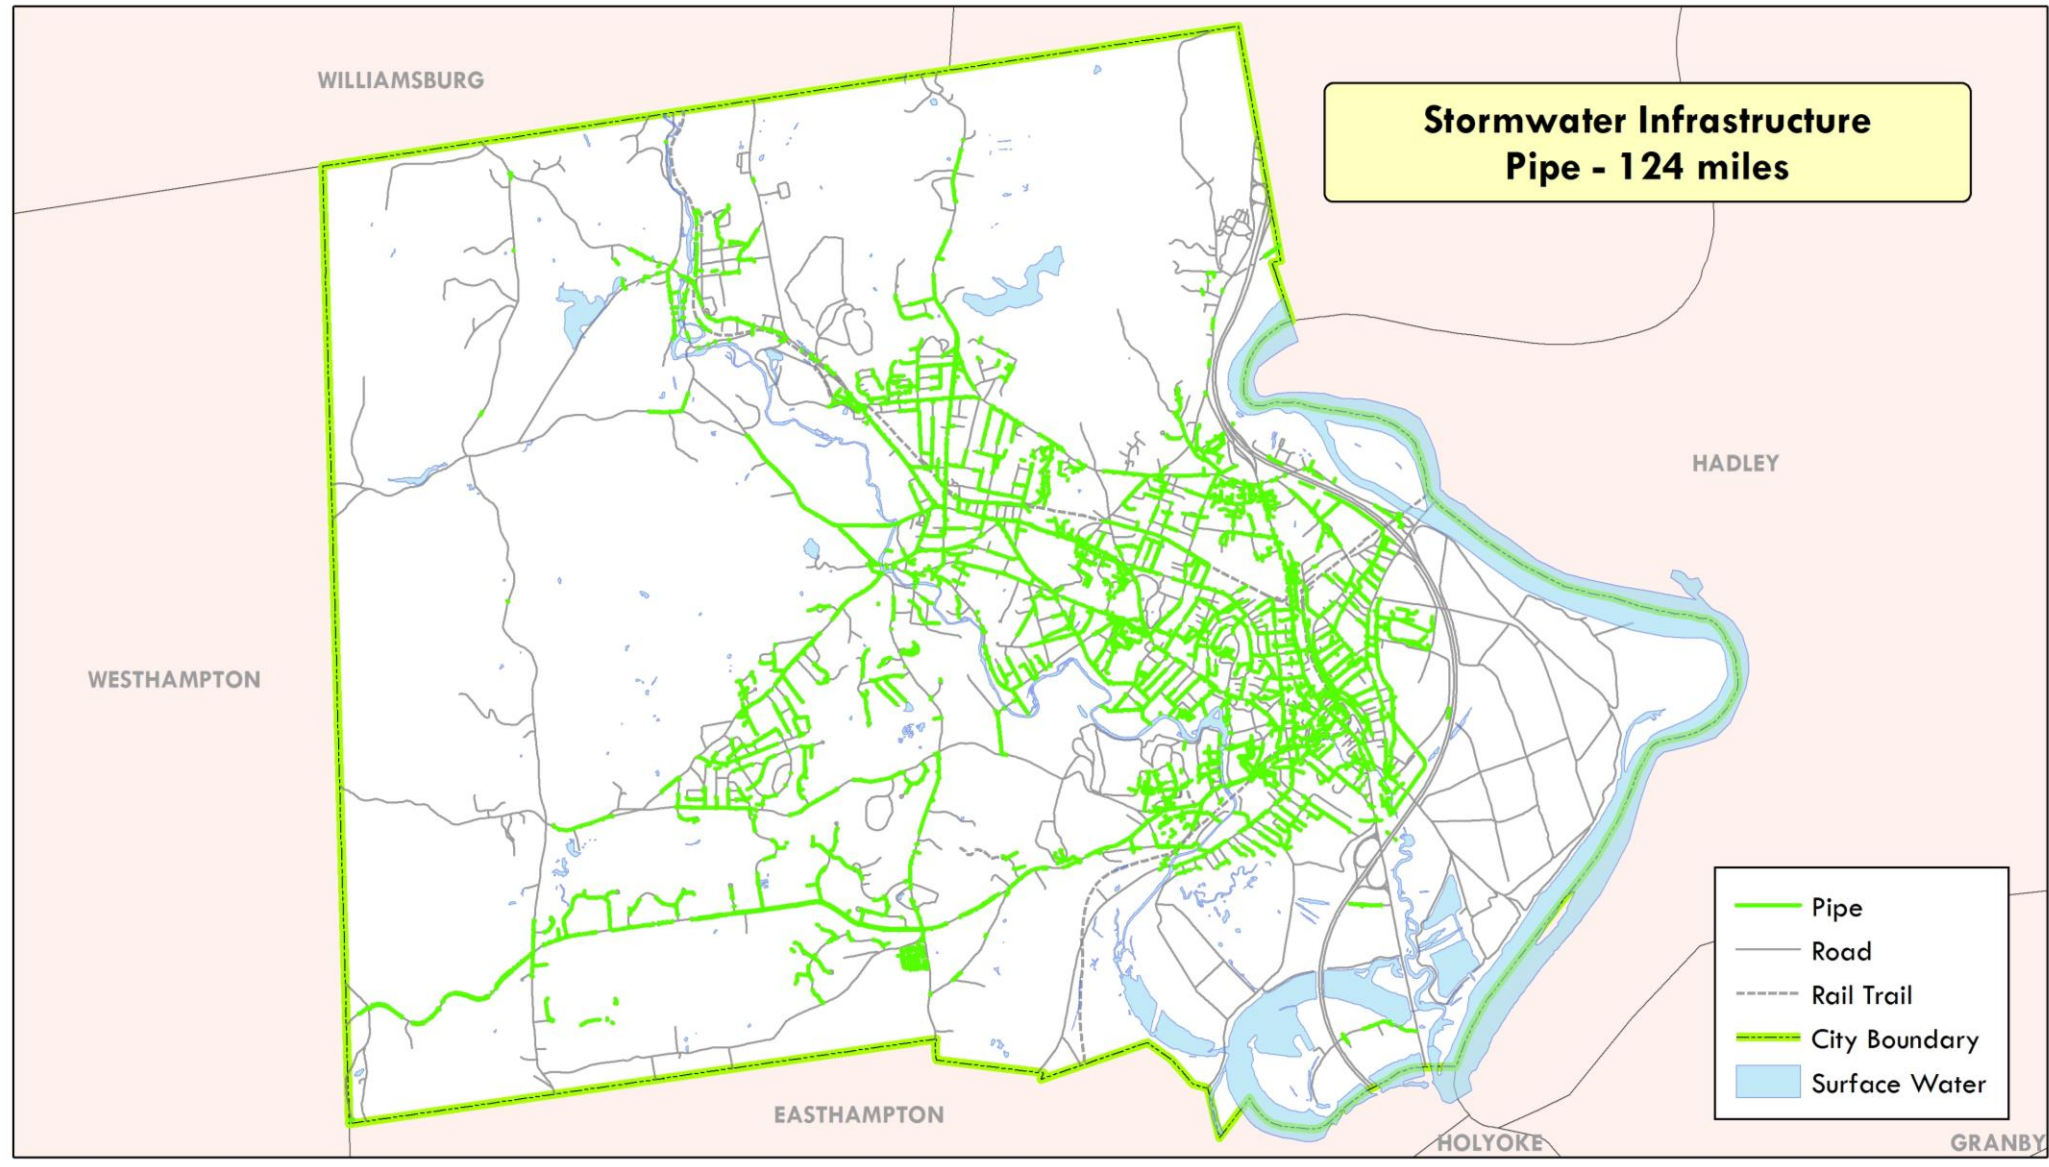 WILLIAMSBURG
Stormwater Infrastructure
Pipe - 124 miles
HADLEY
WESTHAMPTON
Pipe
Road
Rail Trail
City Boundary
Surface Water
EASTHAMPTON
HOLYOKE
GRANBY